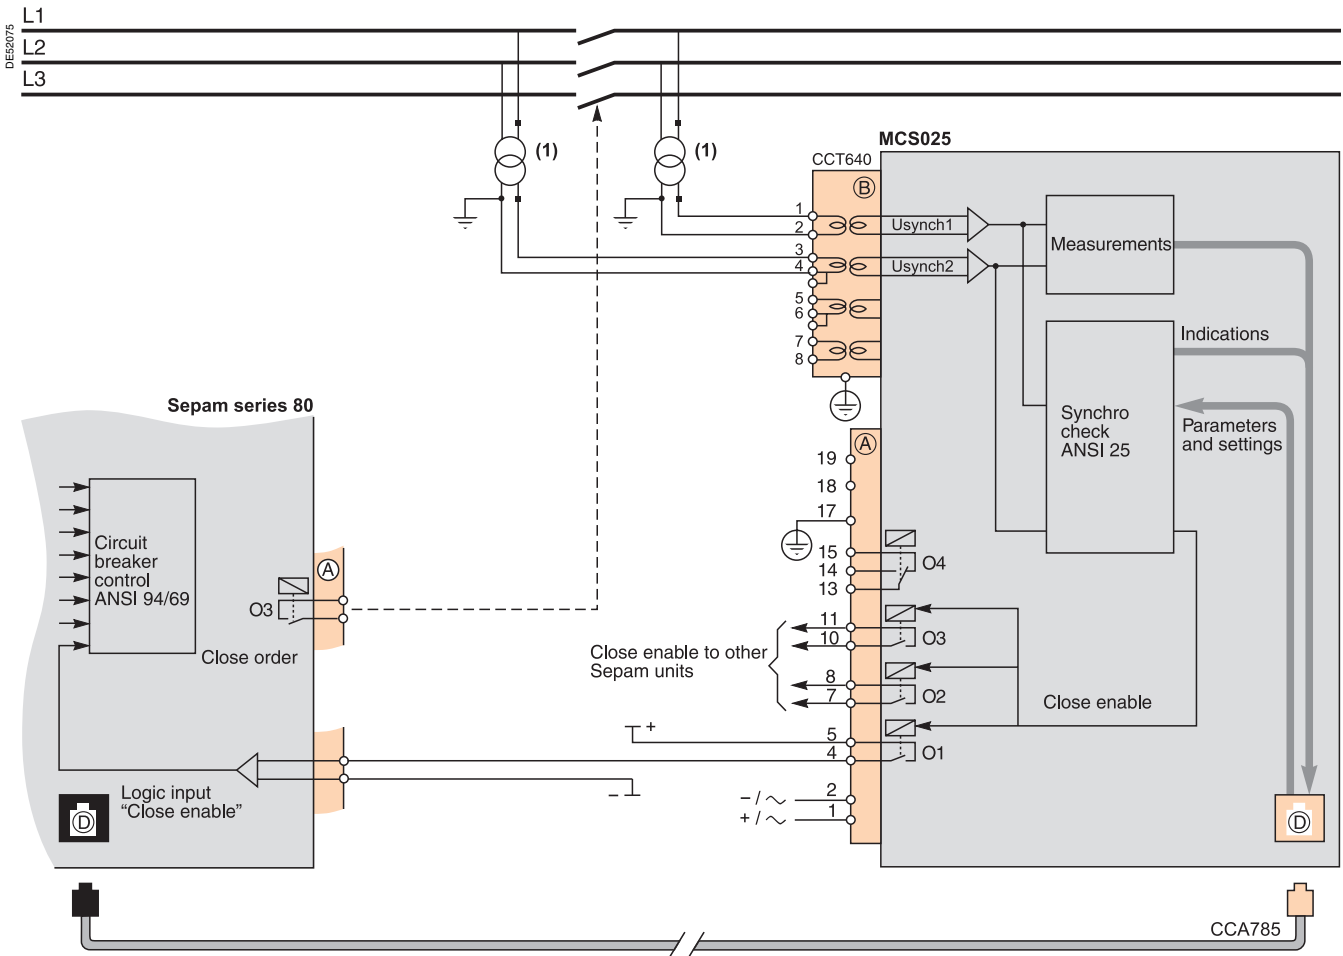 DE52075
L1
L2
L3
(1)
(1)
MCS025
CCT640
B
1
2
3
4
5
6
7
8
Usynch1
Usynch2
Measurements
Indications
Synchro
check
ANSI 25
Parameters
and settings
Sepam series 80
Circuit
breaker
control
ANSI 94/69
O3
A
Close order
Logic input
“Close enable”
D
A
19
18
17
15
14
13
O4
11
10
O3
Close enable to other
Sepam units
8
7
O2
Close enable
+
5
4
O1
–
– / ~
2
+ / ~
1
D
CCA785